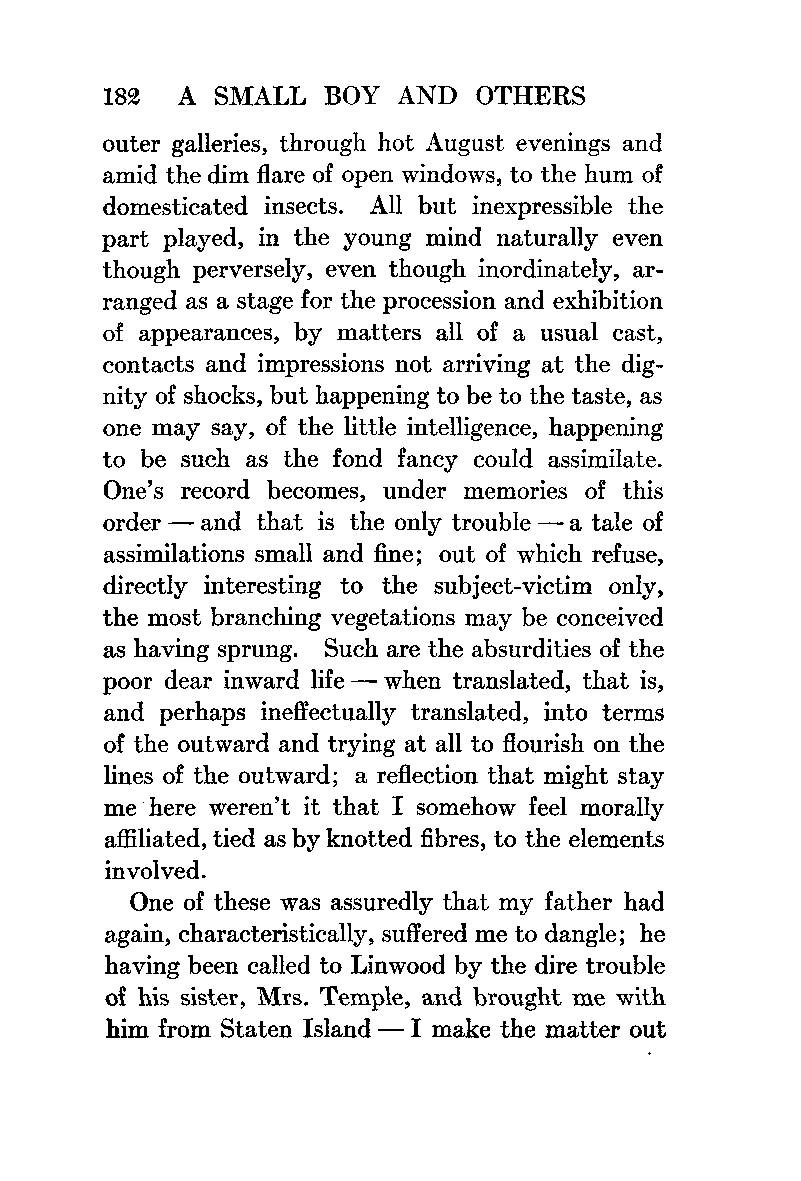 182 A SMALL BOY AND OTHERS
outer galleries, through hot August evenings and
amid the dim flare of open windows, to the hum of
domesticated insects. All but inexpressible the
part played, in the young mind naturally even
though perversely, even though inordinately, ar-
ranged as a stage for the procession and exhibition
of appearances, by matters all of a usual cast,
contacts and impressions not arriving at the dig-
nity of shocks, but happening to be to the taste, as
one may say, of the little intelligence, happening
to be such as the fond fancy could assimilate.
One's record becomes, under memories of this
order — and that is the only trouble — a tale of
assimilations small and fine; out of which refuse,
directly interesting to the subject-victim only,
the most branching vegetations may be conceived
as having sprung. Such are the absurdities of the
poor dear inward life — when translated, that is,
and perhaps ineffectually translated, into terms
of the outward and trying at all to flourish on the
lines of the outward; a reflection that might stay
me here weren't it that I somehow feel morally
affiliated, tied as by knotted fibres, to the elements
involved.
One of these was assuredly that my father had
again, characteristically, suffered me to dangle; he
having been called to Linwood by the dire trouble
of his sister, Mrs. Temple, and brought me with
him from Staten Island — I make the matter out